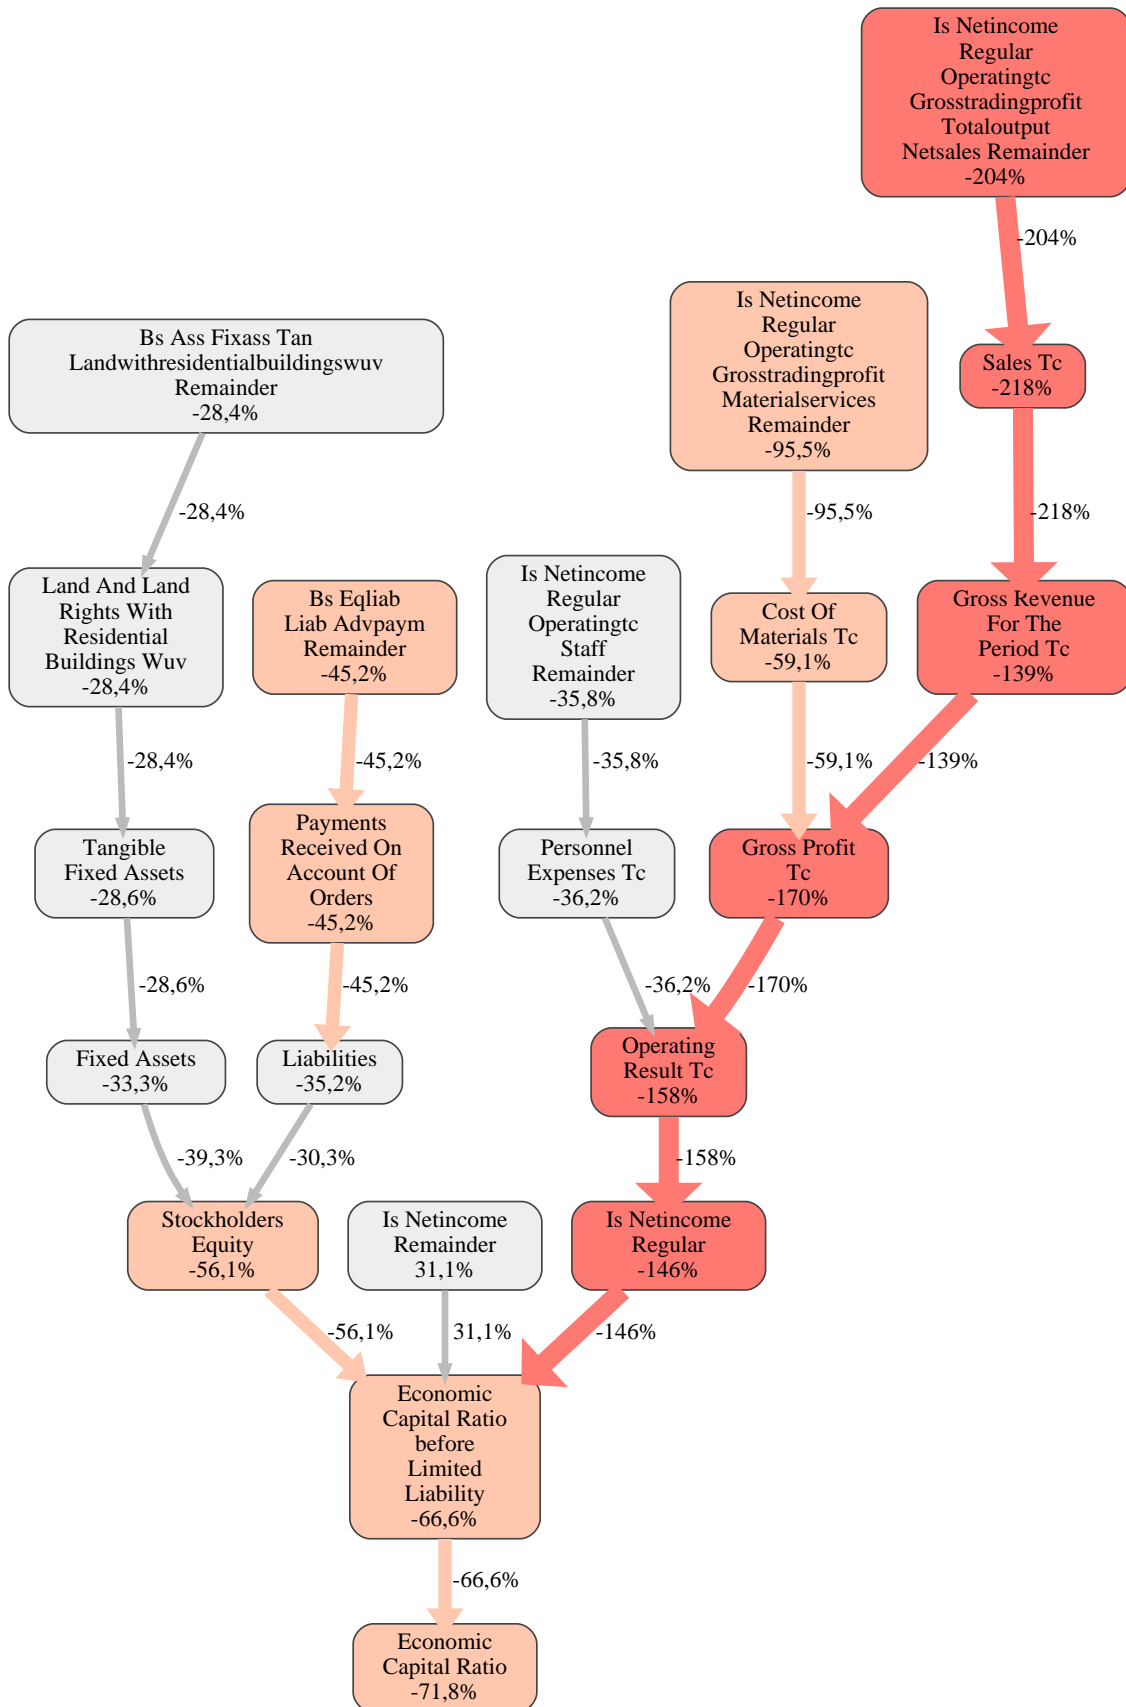 Is Netincome
Regular
Operatingtc
Grosstradingprofit
Totaloutput
Netsales Remainder
-204%
-204%
Bs Ass Fixass Tan
Landwithresidentialbuildingswuv
Remainder
-28,4%
Is Netincome
Regular
Operatingtc
Grosstradingprofit
Materialservices
Remainder
-95,5%
Sales Tc
-218%
-28,4%
-95,5%
-218%
Land And Land
Rights With
Residential
Buildings Wuv
-28,4%
Bs Eqliab
Liab Advpaym
Remainder
-45,2%
Is Netincome
Regular
Operatingtc
Staff
Remainder
-35,8%
Cost Of
Materials Tc
-59,1%
Gross Revenue
For The
Period Tc
-139%
-28,4%
-45,2%
-35,8%
-59,1%
-139%
Tangible
Fixed Assets
-28,6%
Payments
Received On
Account Of
Orders
-45,2%
Personnel
Expenses Tc
-36,2%
Gross Profit
Tc
-170%
-28,6%
-45,2%
-36,2%
-170%
Fixed Assets
-33,3%
Liabilities
-35,2%
Operating
Result Tc
-158%
-39,3%
-30,3%
-158%
Stockholders
Equity
-56,1%
Is Netincome
Remainder
31,1%
Is Netincome
Regular
-146%
-56,1%
31,1%
-146%
Economic
Capital Ratio
before
Limited
Liability
-66,6%
-66,6%
Economic
Capital Ratio
-71,8%